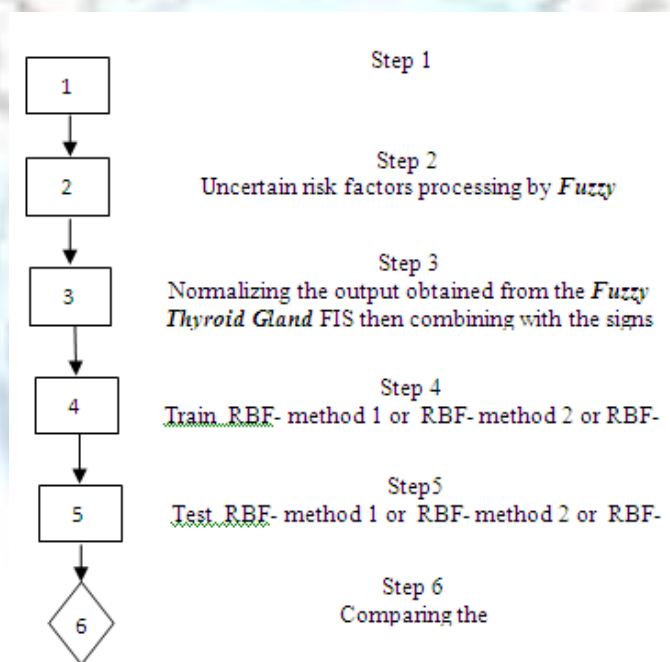 1
Step 1
2
Step 2
Uncertain risk factors processing by Fuzzy
3
Step 3
Normalizing the output obtained from the Fuzzy
Thyroid Gland FIS then combining with the signs
4
Step 4
Train RBF- method 1 or RBF- method 2 or RBF-
5
Step5
Test RBF- method 1 or RBF- method 2 or RBF-
6
Step 6
Comparing the